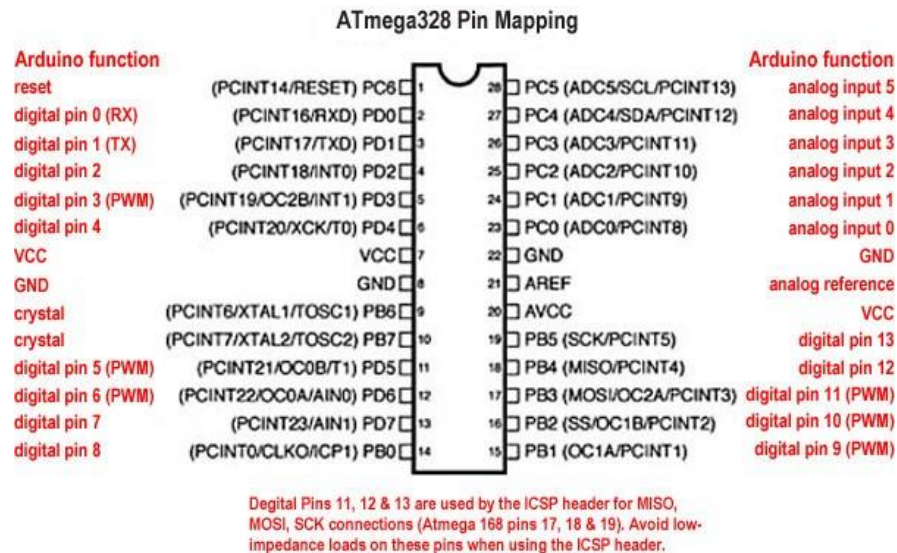 ATmega328 Pin Mapping
Arduino function Arduino function
reset (PCINT14/RESET) PC6 1 28 PC5 (ADC5/SCL/PCINT13) analog input 5
digital pin 0 (RX) (PCINT16/RXD) PD0 2 27 PC4 (ADC4/SDA/PCINT12) analog input 4
digital pin 1 (TX) (PCINT17/TXD) PD1 3 26 PC3 (ADC3/PCINT11) analog input 3
digital pin 2 (PCINT18/INT0) PD2 4 25 PC2 (ADC2/PCINT10) analog input 2
digital pin 3 (PWM) (PCINT19/OC2B/INT1) PD3 5 24 PC1 (ADC1/PCINT9) analog input 1
digital pin 4 (PCINT20/XCK/T0) PD4 6 23 PC0 (ADC0/PCINT8) analog input 0
VCC VCC 7 22 GND GND
GND GND 8 21 AREF analog reference
crystal (PCINT6/XTAL1/TOSC1) PB6 9 20 AVCC VCC
crystal (PCINT7/XTAL2/TOSC2) PB7 10 19 PB5 (SCK/PCINT5) digital pin 13
digital pin 5 (PWM) (PCINT21/OC0B/T1) PD5 11 18 PB4 (MISO/PCINT4) digital pin 12
digital pin 6 (PWM) (PCINT22/OC0A/AIN0) PD6 12 17 PB3 (MOSI/OC2A/PCINT3) digital pin 11 (PWM)
digital pin 7 (PCINT23/AIN1) PD7 13 16 PB2 (SS/OC1B/PCINT2) digital pin 10 (PWM)
digital pin 8 (PCINT0/CLKO/ICP1) PB0 14 15 PB1 (OC1A/PCINT1) digital pin 9 (PWM)
Degital Pins 11, 12 & 13 are used by the ICSP header for MISO,
MOSI, SCK connections (Atmega 168 pins 17, 18 & 19). Avoid low-
impedance loads on these pins when using the ICSP header.